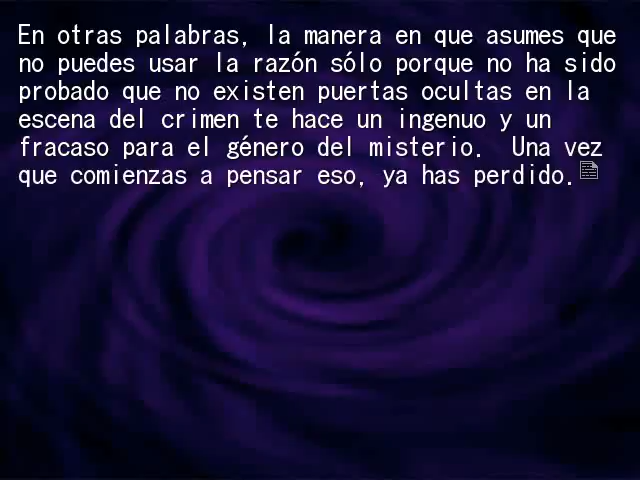 En otras palabras, la manera en que asumes que
no puedes usar la razón sólo porque no ha sido
probado que no existen puertas ocultas en la
escena del crimen te hace un ingenuo y un
fracaso para el género del misterio. Una vez
que comienzas a pensar eso, ya has perdido.